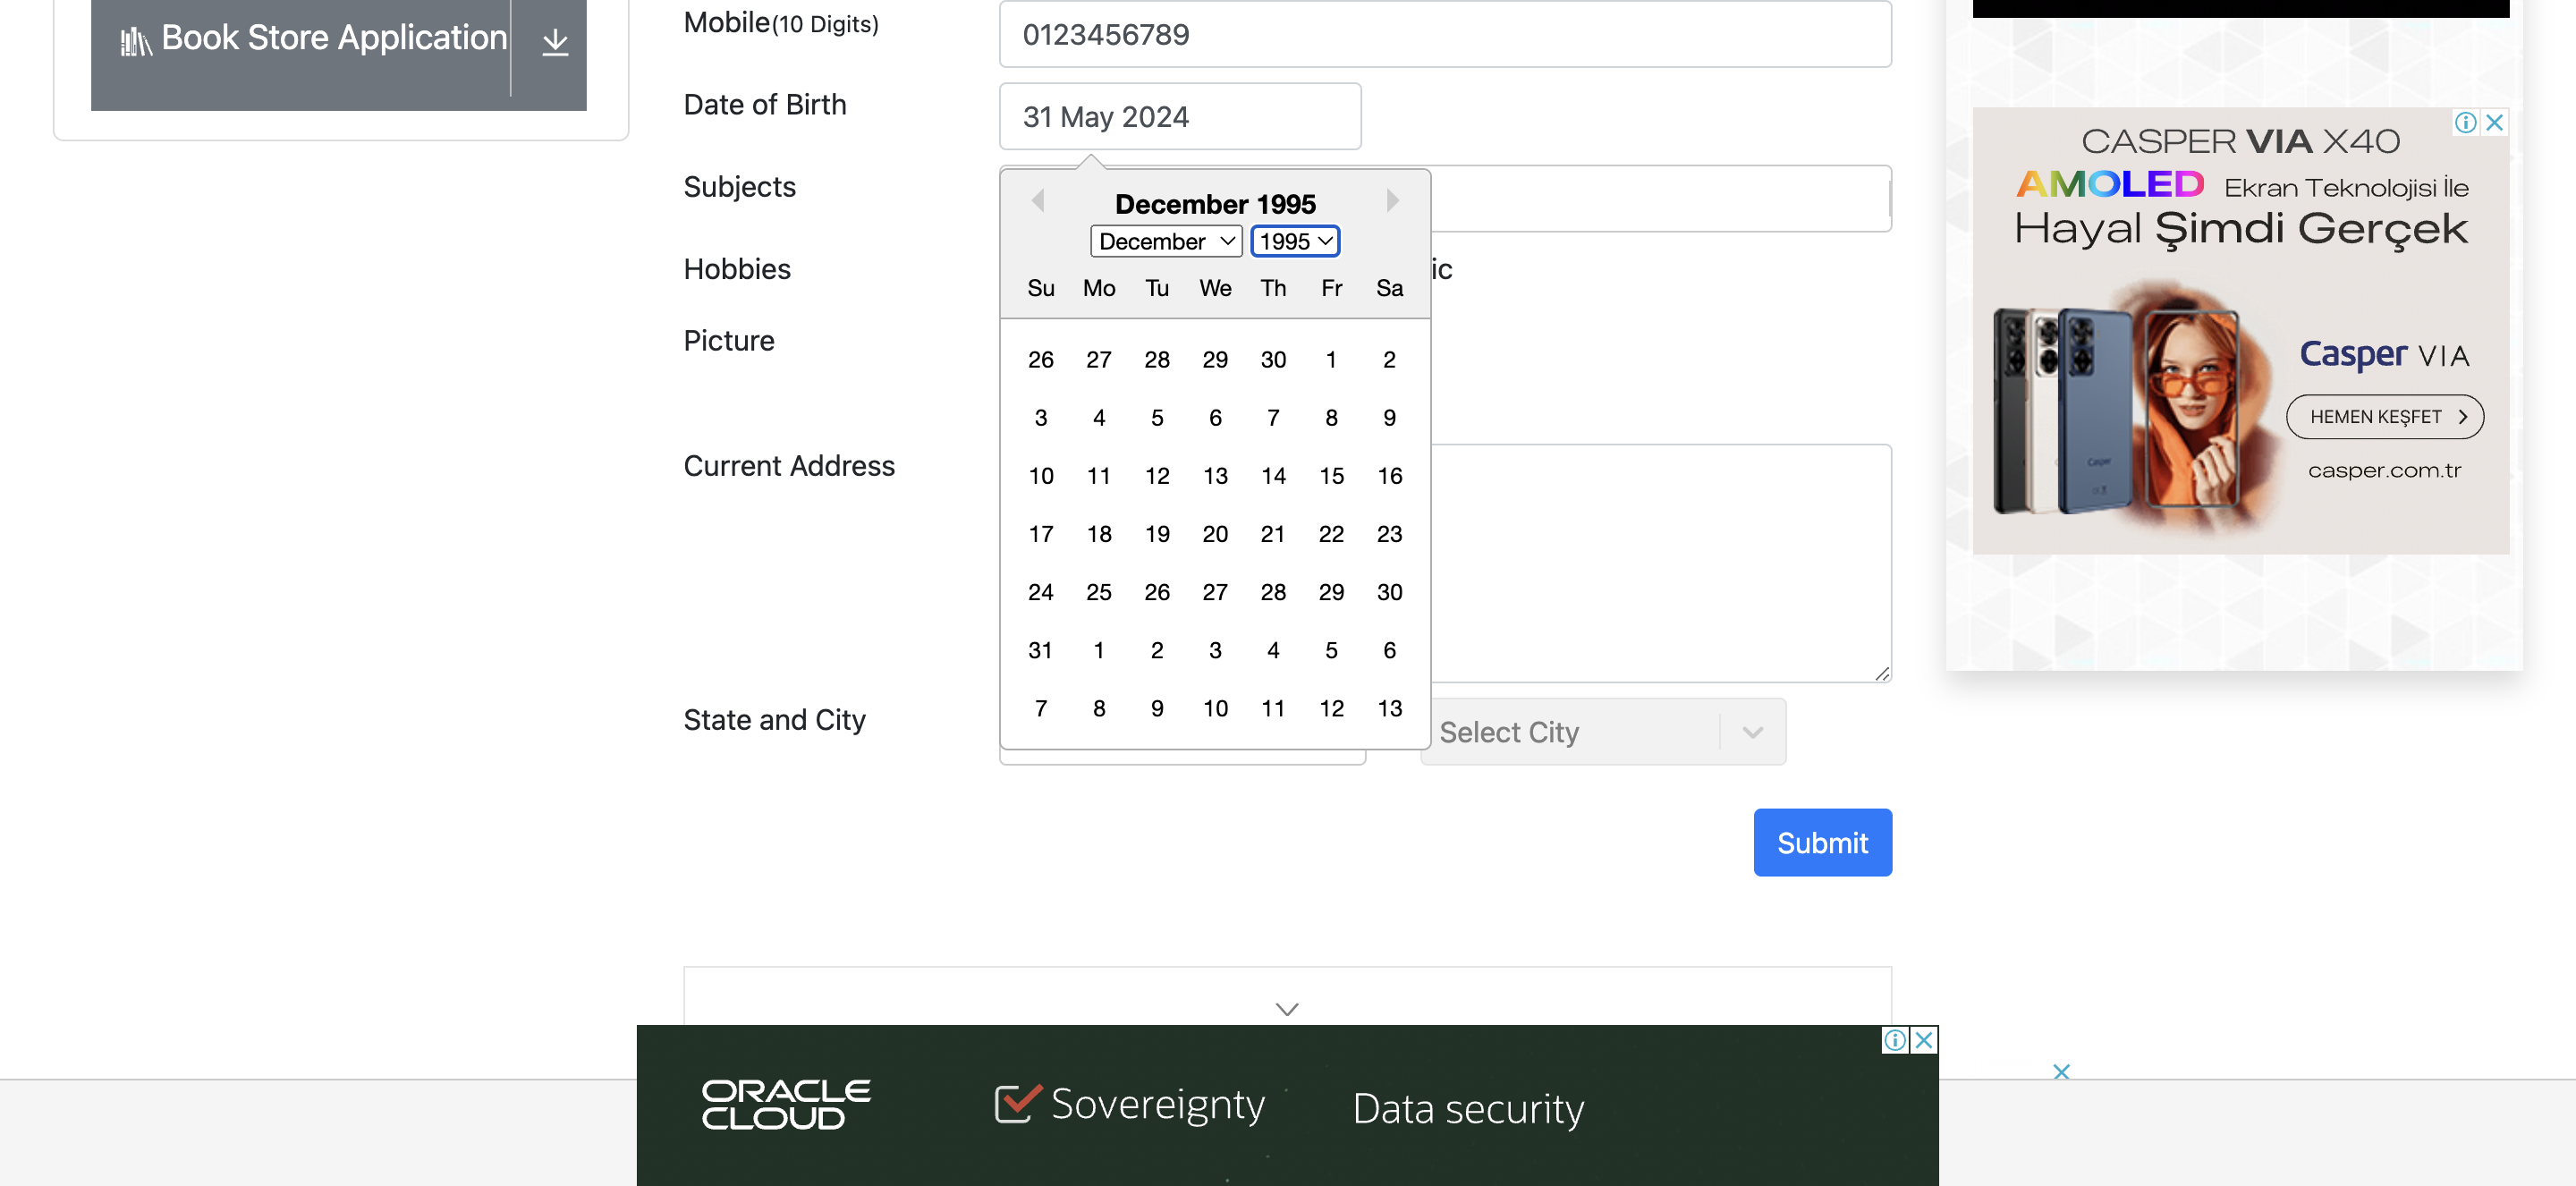 Book Store Application
Mobile(10 Digits)
0123456789
Date of Birth
31 May 2024
Subjects
December 1995
December
1995
Su Mo Tu We Th Fr Sa
26 27 28 29 30 1 2
3 4 5 6 7 8 9
10 11 12 13 14 15 16
17 18 19 20 21 22 23
24 25 26 27 28 29 30
31 1 2 3 4 5 6
7 8 9 10 11 12 13
Hobbies
ic
Picture
Current Address
State and City
Select City
Submit
CASPER VIA X40
AMOLED Ekran Teknolojisi İle
Hayal Şimdi Gerçek
Casper VIA
HEMEN KEŞFET
casper.com.tr
Casper
ORACLE
CLOUD
Sovereignty
Data security